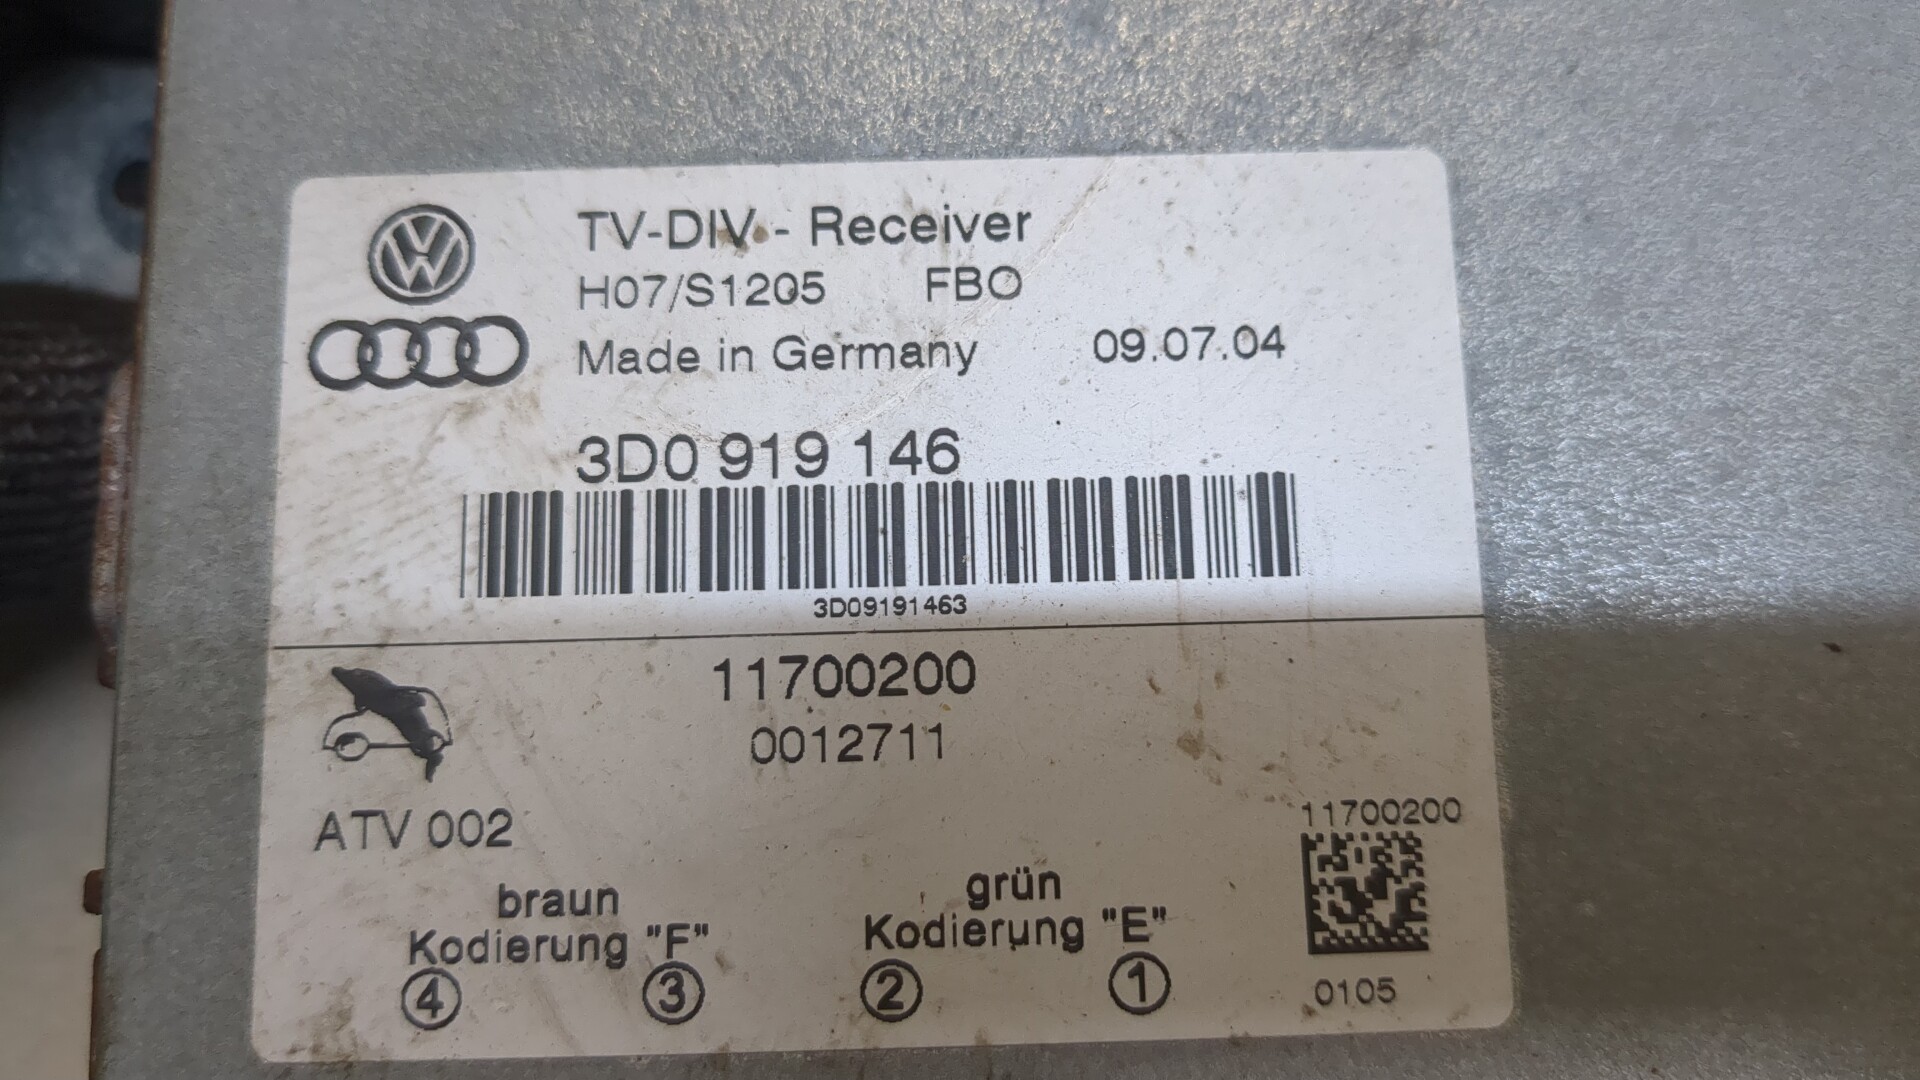 TV-DIV - Receiver
H07/S1205 FBO
Made in Germany 09.07.04
3D0 919 146
3D09191463
11700200
0012711
ATV 002
11700200
braun grün
Kodierung "F" Kodierung "E"
4 3 2 1
0105